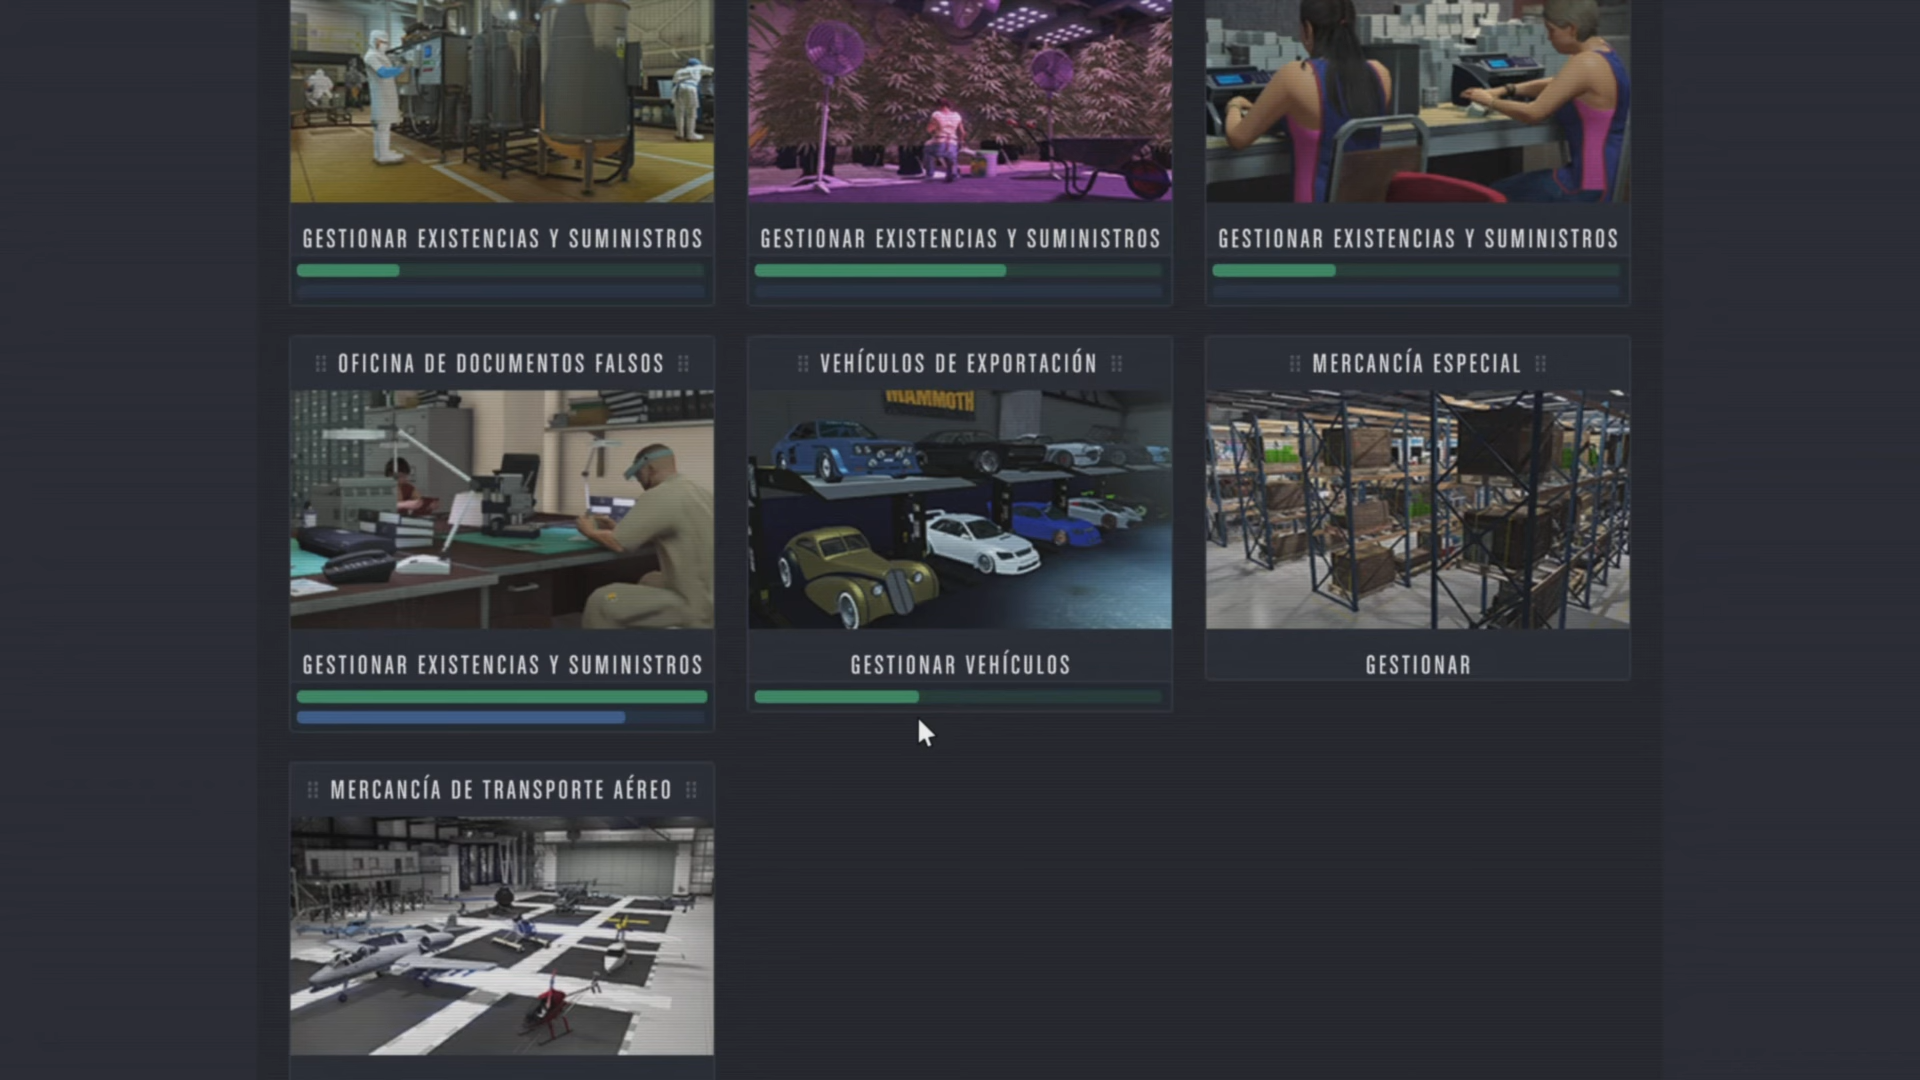 GESTIONAR EXISTENCIAS Y SUMINISTROS
GESTIONAR EXISTENCIAS Y SUMINISTROS
GESTIONAR EXISTENCIAS Y SUMINISTROS
OFICINA DE DOCUMENTOS FALSOS
VEHÍCULOS DE EXPORTACIÓN
MERCANCÍA ESPECIAL
MAMMOTH
GESTIONAR EXISTENCIAS Y SUMINISTROS
GESTIONAR VEHÍCULOS
GESTIONAR
MERCANCÍA DE TRANSPORTE AÉREO